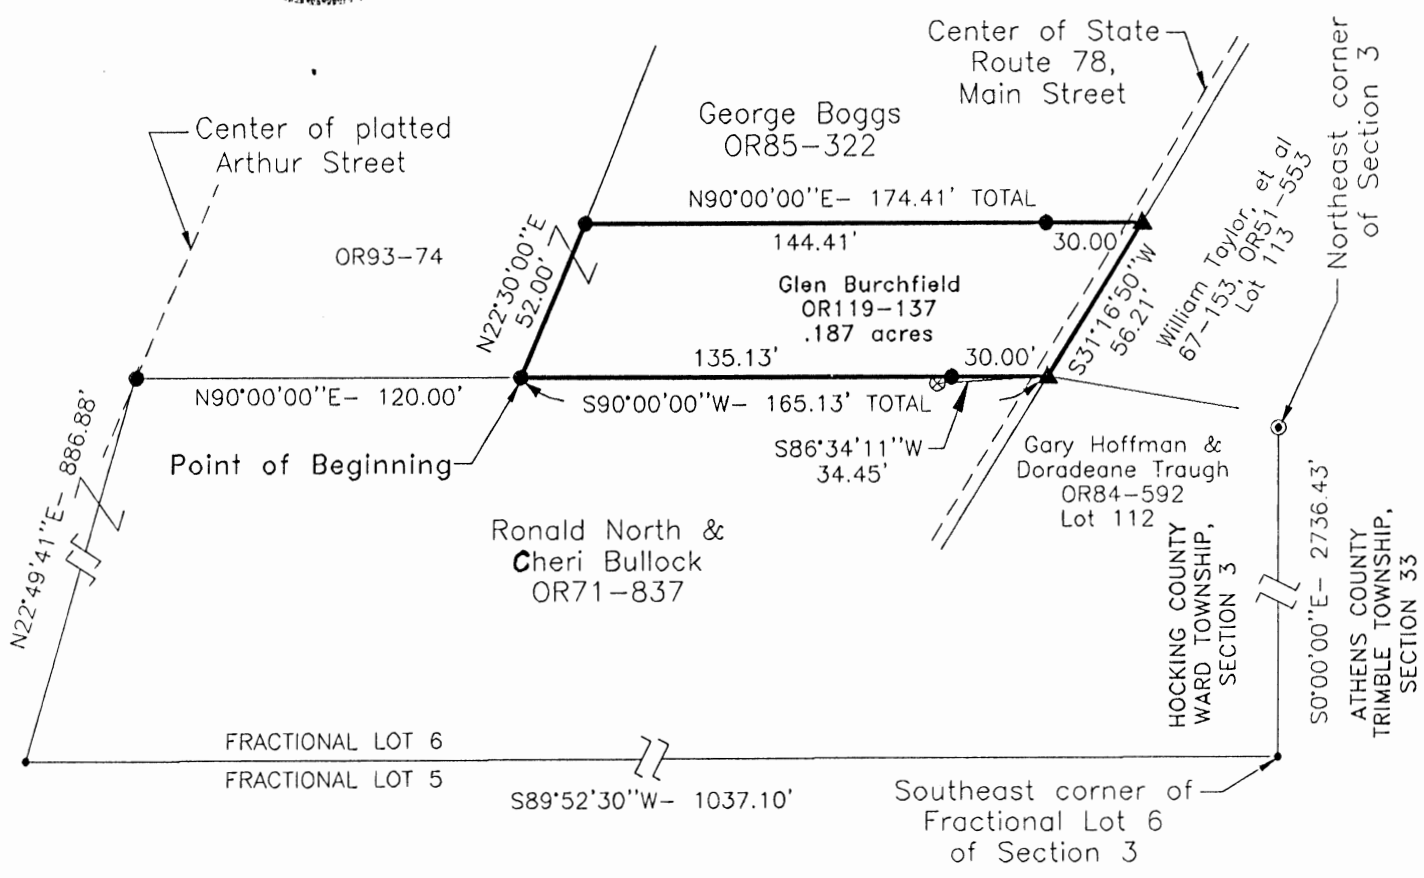 Center of State
Route 78,
Main Street
Northeast corner
of Section 3
George Boggs
OR85-322
Center of platted
Arthur Street
William Taylor, et al
67-153, OR51-553
Lot 113
N90°00'00"E- 174.41' TOTAL
144.41'
30.00
OR93-74
N22°30'00"E
52.00'
Glen Burchfield
OR119-137
.187 acres
S31°16'50"W
56.21'
135.13'
30.00'
N90°00'00"E- 120.00'
S90°00'00"W- 165.13' TOTAL
S86°34'11"W
34.45'
Point of Beginning
Gary Hoffman &
Doradeane Traugh
OR84-592
Lot 112
N22°49'41"E- 886.88'
Ronald North &
Cheri Bullock
OR71-837
HOCKING COUNTY
WARD TOWNSHIP,
SECTION 3
S0°00'00"E- 2736.43'
ATHENS COUNTY
TRIMBLE TOWNSHIP,
SECTION 33
FRACTIONAL LOT 6
FRACTIONAL LOT 5
S89°52'30"W- 1037.10'
Southeast corner of
Fractional Lot 6
of Section 3